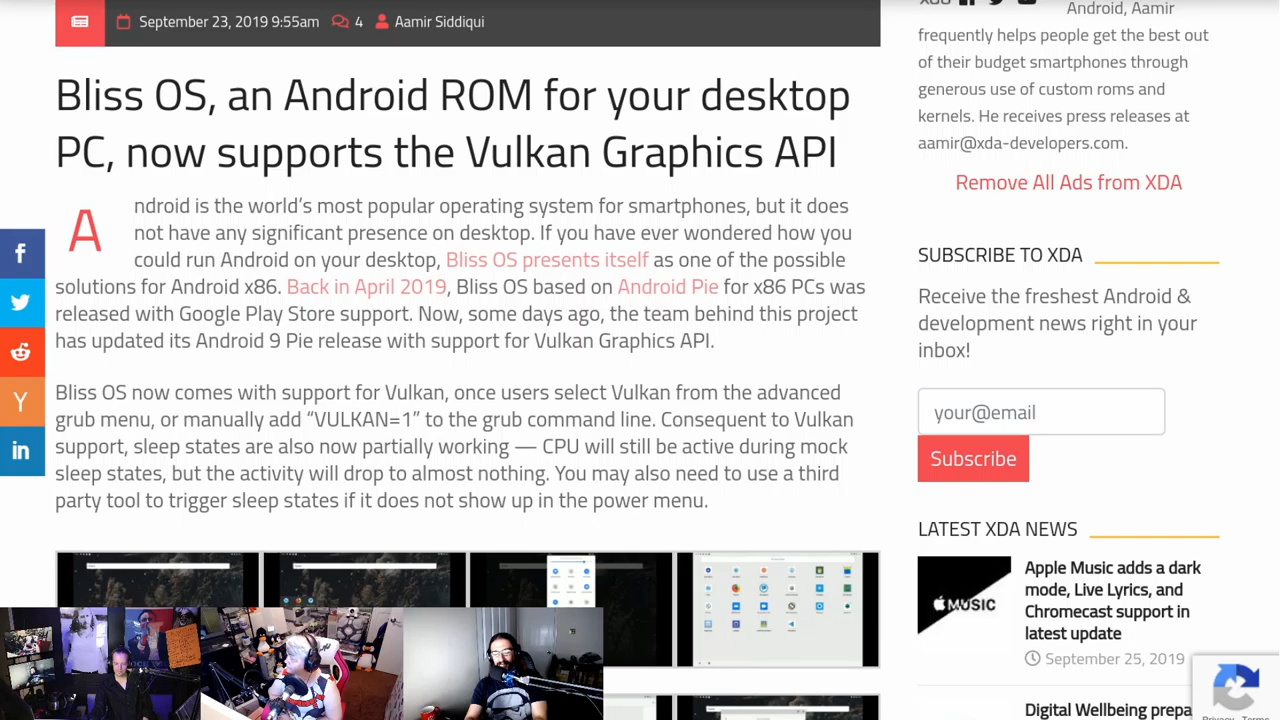 September 23, 2019 9:55am 4 Aamir Siddiqui
Bliss OS, an Android ROM for your desktop
PC, now supports the Vulkan Graphics API
Android is the world’s most popular operating system for smartphones, but it does
not have any significant presence on desktop. If you have ever wondered how you
could run Android on your desktop, Bliss OS presents itself as one of the possible
solutions for Android x86. Back in April 2019, Bliss OS based on Android Pie for x86 PCs was
released with Google Play Store support. Now, some days ago, the team behind this project
has updated its Android 9 Pie release with support for Vulkan Graphics API.
Bliss OS now comes with support for Vulkan, once users select Vulkan from the advanced
grub menu, or manually add “VULKAN=1” to the grub command line. Consequent to Vulkan
support, sleep states are also now partially working — CPU will still be active during mock
sleep states, but the activity will drop to almost nothing. You may also need to use a third
party tool to trigger sleep states if it does not show up in the power menu.
Android, Aamir
frequently helps people get the best out
of their budget smartphones through
generous use of custom roms and
kernels. He receives press releases at
aamir@xda-developers.com.
Remove All Ads from XDA
SUBSCRIBE TO XDA
Receive the freshest Android &
development news right in your
inbox!
your@email
Subscribe
LATEST XDA NEWS
MUSIC
Apple Music adds a dark
mode, Live Lyrics, and
Chromecast support in
latest update
September 25, 2019
Digital Wellbeing